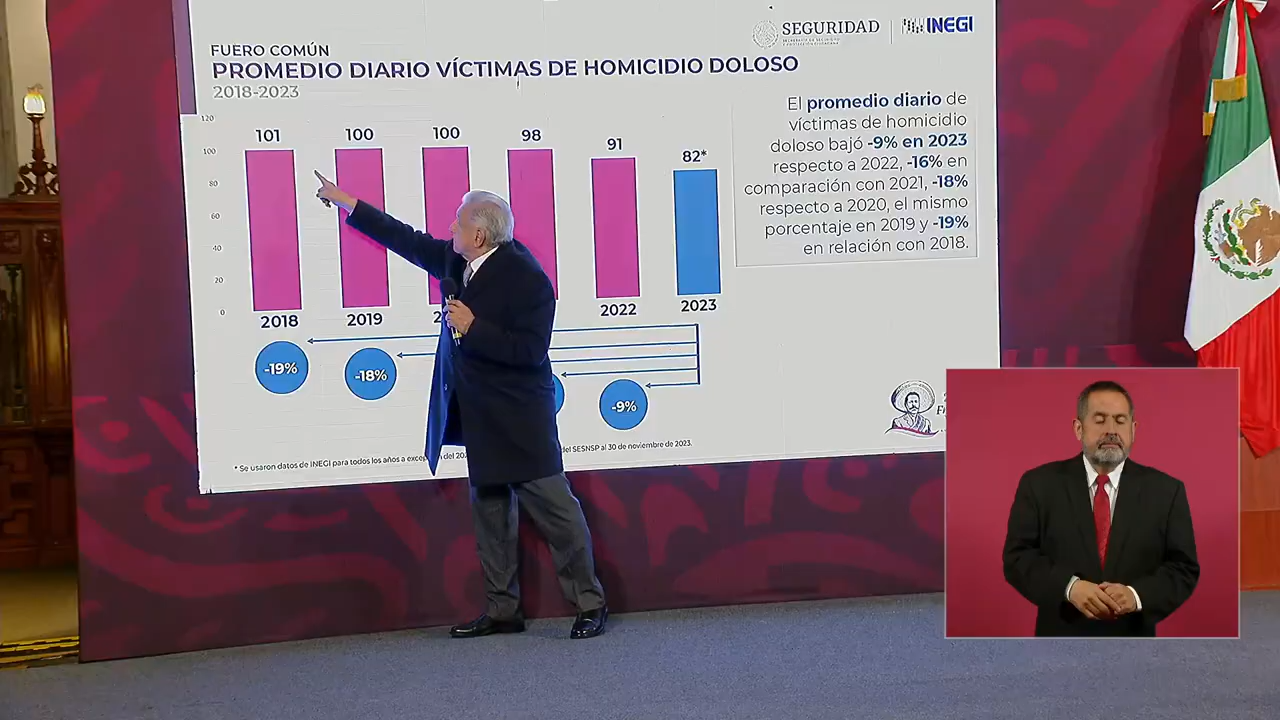 SEGURIDAD
INEGI
FUERO COMÚN
PROMEDIO DIARIO VÍCTIMAS DE HOMICIDIO DOLOSO
2018-2023
El promedio diario de
víctimas de homicidio
doloso bajó -9% en 2023
respecto a 2022, -16% en
comparación con 2021, -18%
respecto a 2020, el mismo
porcentaje en 2019 y -19%
en relación con 2018.
120
100
80
60
40
20
0
101
100
100
98
91
82*
2018
2019
2022
2023
-19%
-18%
-9%
* Se usaron datos de INEGI para todos los años a
del SESNSP al 30 de noviembre de 2023.